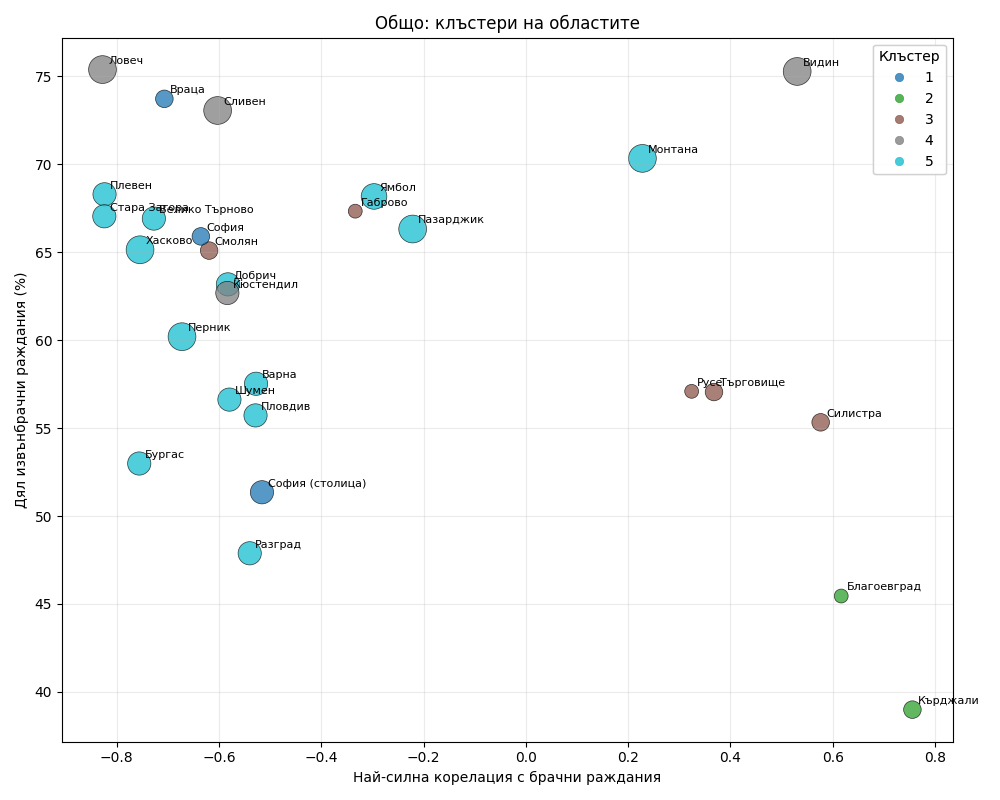 Общо: клъстери на областите
Клъстер
1
2
3
4
5
Ловеч
Видин
Враца
Сливен
Монтана
Плевен
Ямбол
Габрово
Стара Загора
Велико Търново
Пазарджик
София
Смолян
Хасково
Добрич
Кюстендил
Перник
Варна
Шумен
Пловдив
Русе
Търговище
Силистра
Бургас
София (столица)
Разград
Благоевград
Кърджали
75
70
65
60
55
50
45
40
Дял извънбрачни раждания (%)
−0.8
−0.6
−0.4
−0.2
0.0
0.2
0.4
0.6
0.8
Най-силна корелация с брачни раждания